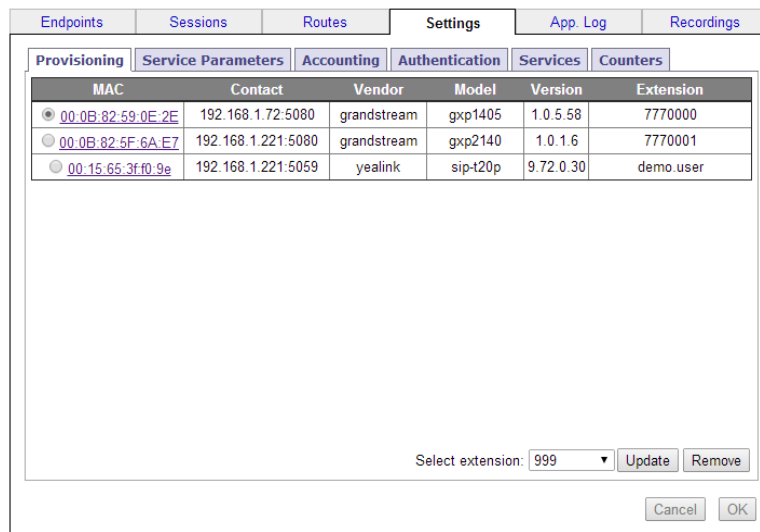 Endpoints Sessions Routes Settings App. Log Recordings
Provisioning Service Parameters Accounting Authentication Services Counters
MAC Contact Vendor Model Version Extension
00:0B:82:59:0E:2E 192.168.1.72:5080 grandstream gxp1405 1.0.5.58 7770000
00:0B:82:5F:6A:E7 192.168.1.221:5080 grandstream gxp2140 1.0.1.6 7770001
00:15:65:3f:f0:9e 192.168.1.221:5059 yealink sip-t20p 9.72.0.30 demo.user
Select extension: 999 Update Remove
Cancel OK